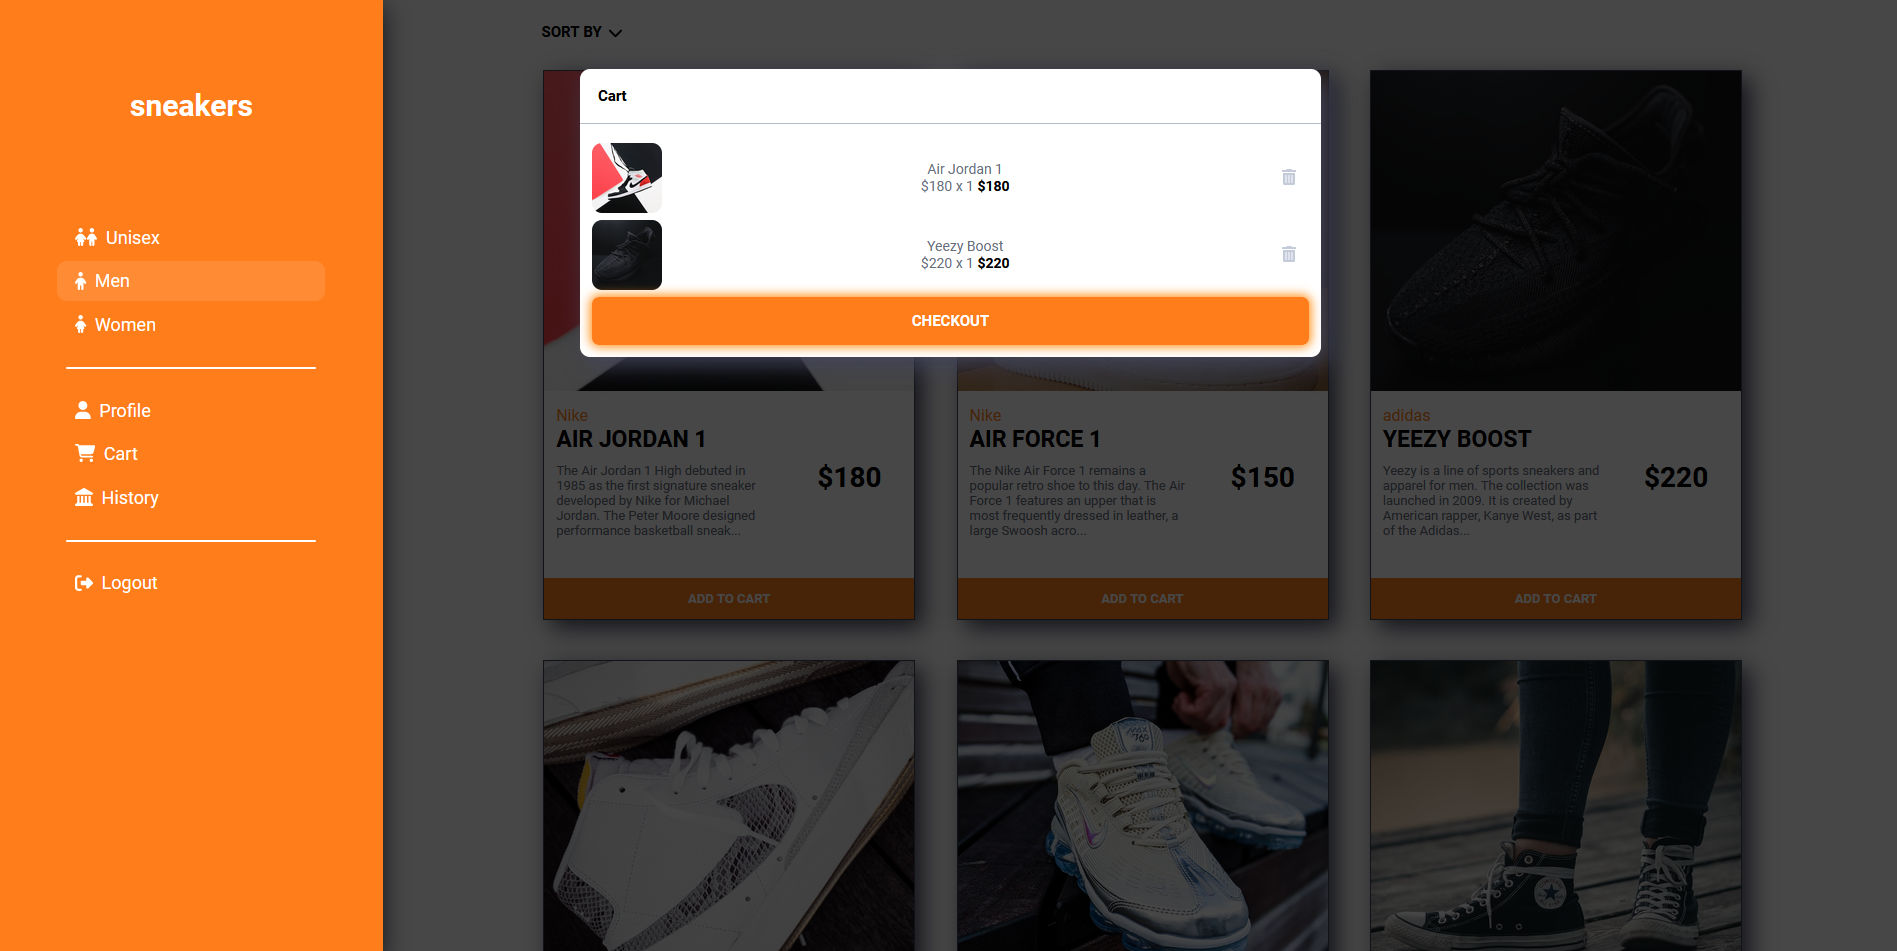 sneakers
Unisex
Men
Women
Profile
Cart
History
Logout
SORT BY
Cart
Air Jordan 1
$180 x 1 $180
Yeezy Boost
$220 x 1 $220
CHECKOUT
Nike
AIR JORDAN 1
The Air Jordan 1 High debuted in
1985 as the first signature sneaker
developed by Nike for Michael
Jordan. The Peter Moore designed
performance basketball sneak...
$180
ADD TO CART
Nike
AIR FORCE 1
The Nike Air Force 1 remains a
popular retro shoe to this day. The Air
Force 1 features an upper that is
most frequently dressed in leather, a
large Swoosh acro...
$150
ADD TO CART
adidas
YEEZY BOOST
Yeezy is a line of sports sneakers and
apparel for men. The collection was
launched in 2009. It is created by
American rapper, Kanye West, as part
of the Adidas...
$220
ADD TO CART